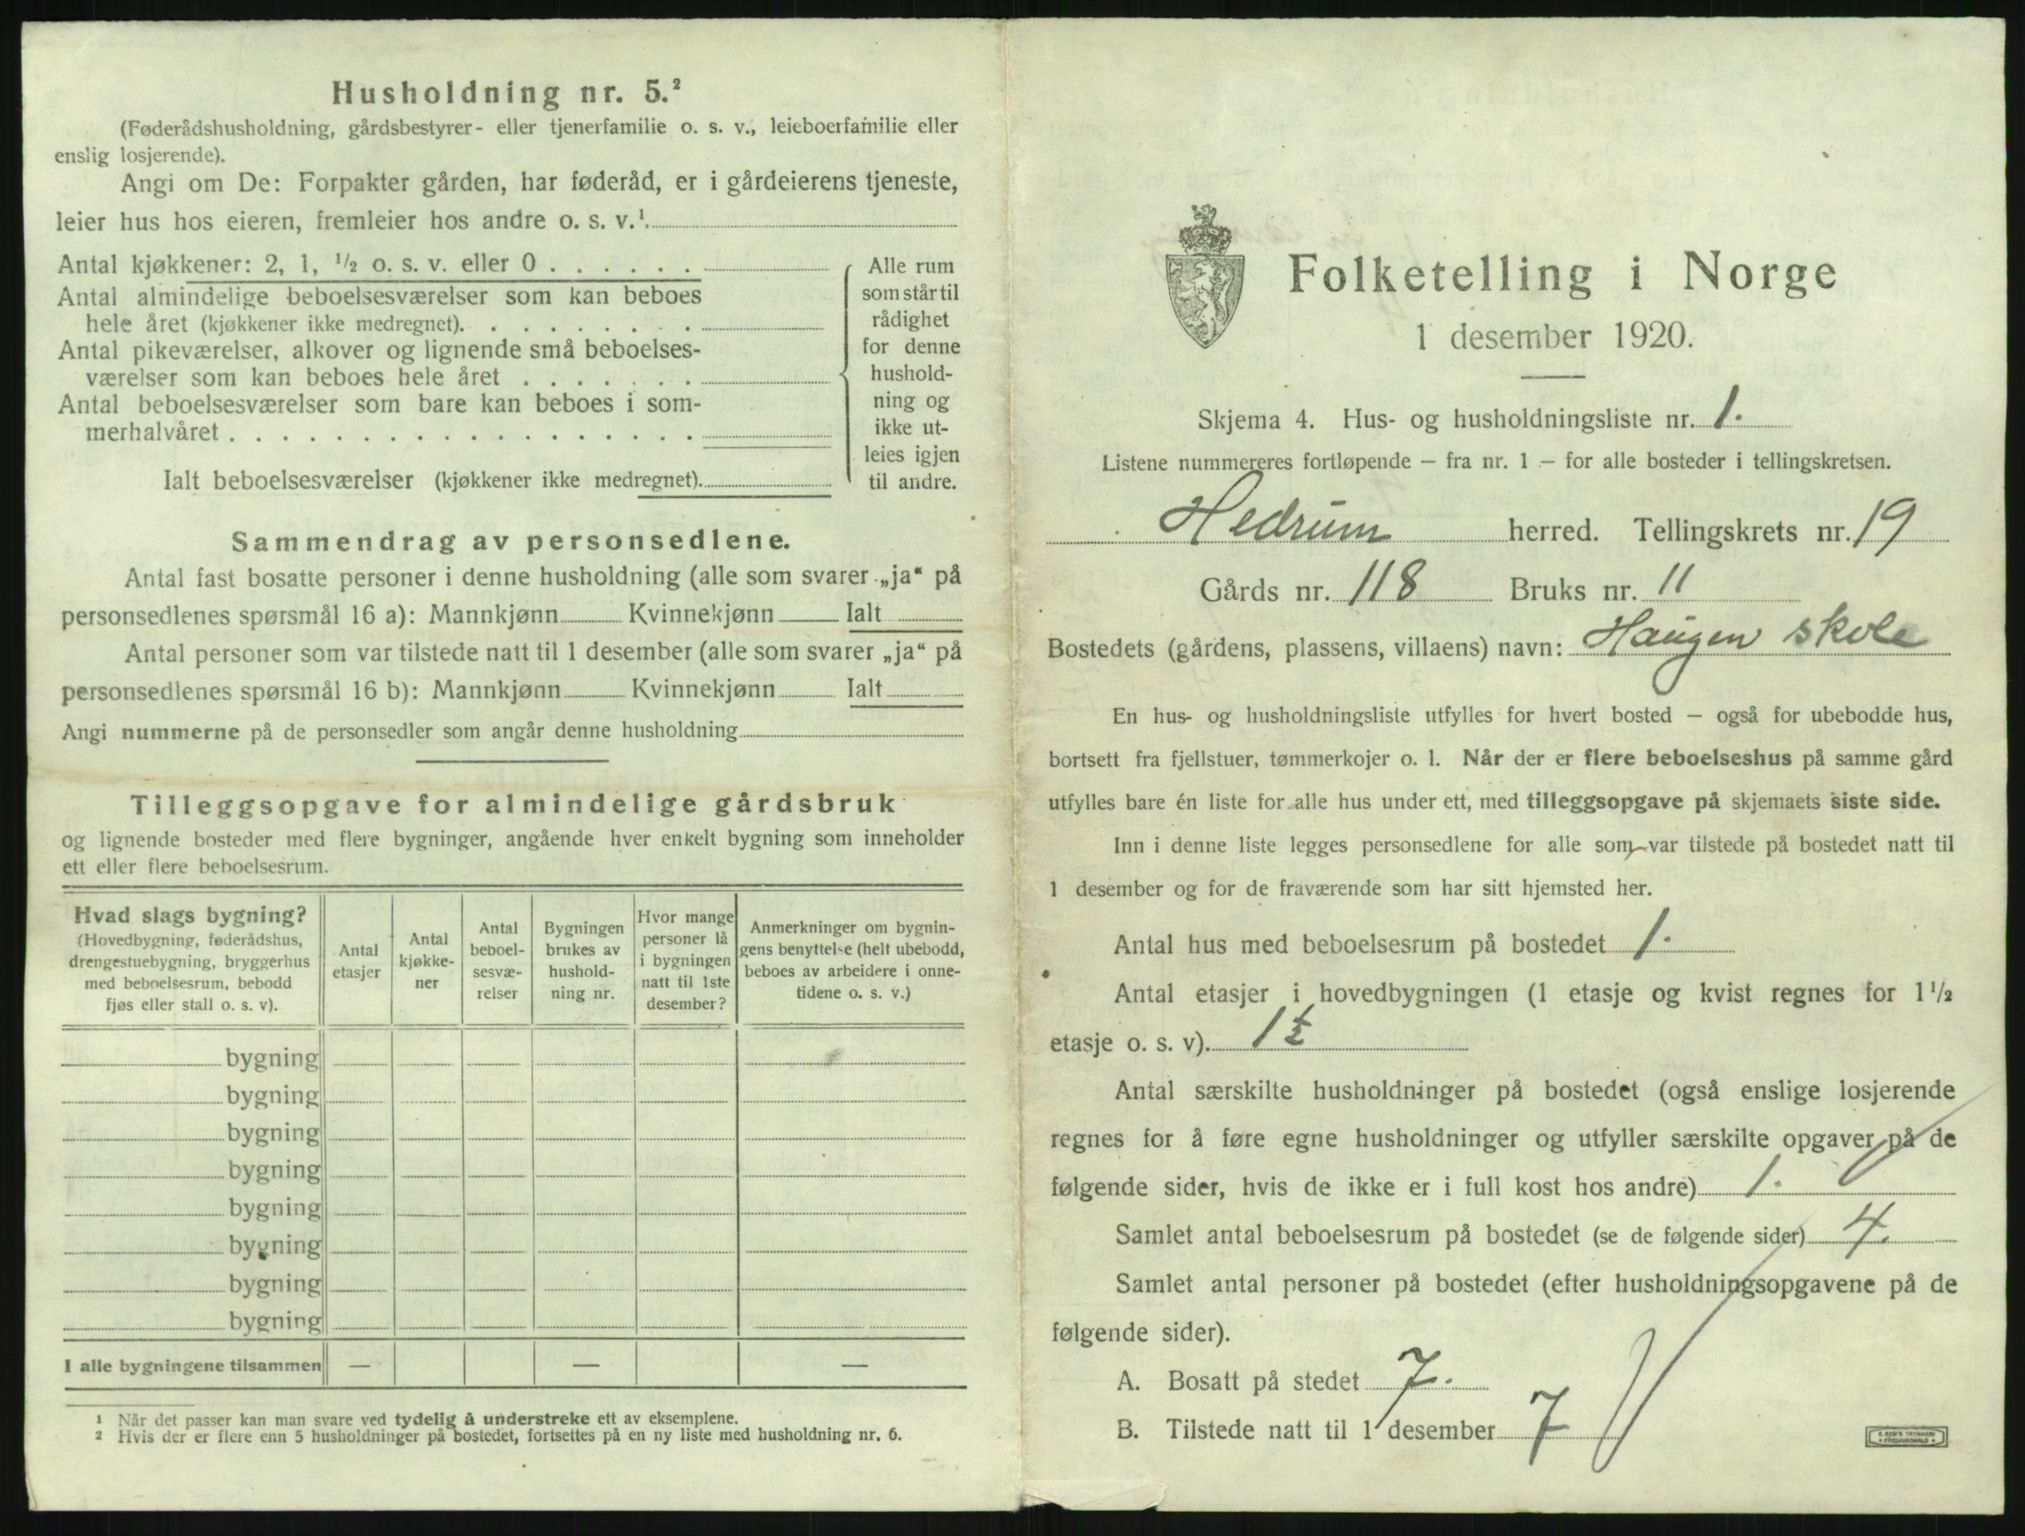 Husholdning nr. 5.²
(Føderådshusholdning, gårdsbestyrer- eller tjenerfamilie o. s. v., leieboerfamilie eller
enslig losjerende).
Angi om De: Forpakter gården, har føderåd, er i gårdeierens tjeneste,
leier hus hos eieren, fremleier hos andre o. s. v.¹
Antal kjøkkener: 2, 1, ½ o. s. v. eller 0 . . . . . .
Antal almindelige beboelsesværelser som kan beboes
hele året (kjøkkener ikke medregnet). . . . . . . . .
Antal pikeværelser, alkover og lignende små beboelses-
værelser som kan beboes hele året . . . . . . .
Antal beboelsesværelser som bare kan beboes i som-
merhalvåret . . . . . . . . . . . . . . . . . .
Ialt beboelsesværelser (kjøkkener ikke medregnet).
Alle rum
som står til
rådighet
for denne
hushold-
ning og
ikke ut-
leies igjen
til andre.
Sammendrag av personsedlene.
Antal fast bosatte personer i denne husholdning (alle som svarer „ja“ på
personsedlenes spørsmål 16 a): Mannkjønn Kvinnekjønn Ialt
Antal personer som var tilstede natt til 1 desember (alle som svarer „ja“ på
personsedlenes spørsmål 16 b): Mannkjønn Kvinnekjønn Ialt
Angi nummerne på de personsedler som angår denne husholdning
Tilleggsopgave for almindelige gårdsbruk
og lignende bosteder med flere bygninger, angående hver enkelt bygning som inneholder
ett eller flere beboelsesrum.
Hvad slags bygning?
(Hovedbygning, føderådshus,
drengestuebygning, bryggerhus
med beboelsesrum, bebodd
fjøs eller stall o. s. v).
Antal
etasjer
Antal
kjøkke-
ner
Antal
beboel-
sesvæ-
relser
Bygningen
brukes av
hushold-
ning nr.
Hvor mange
personer lå
i bygningen
natt til 1ste
desember?
Anmerkninger om bygnin-
gens benyttelse (helt ubebodd,
beboes av arbeidere i onne-
tidene o. s. v.)
bygning
bygning
bygning
bygning
bygning
bygning
bygning
bygning
I alle bygningene tilsammen — — —
¹ Når det passer kan man svare ved tydelig å understreke ett av eksemplene.
² Hvis der er flere enn 5 husholdninger på bostedet, fortsettes på en ny liste med husholdning nr. 6.
Folketelling i Norge
1 desember 1920.
Skjema 4. Hus- og husholdningsliste nr. 1.
Listene nummereres fortløpende – fra nr. 1 – for alle bosteder i tellingskretsen.
Hedrum herred. Tellingskrets nr. 19
Gårds nr. 118 Bruks nr. 11
Bostedets (gårdens, plassens, villaens) navn: Haugen skole
En hus- og husholdningsliste utfylles for hvert bosted – også for ubebodde hus,
bortsett fra fjellstuer, tømmerkojer o. l. Når der er flere beboelseshus på samme gård
utfylles bare én liste for alle hus under ett, med tilleggsopgave på skjemaets siste side.
Inn i denne liste legges personsedlene for alle som var tilstede på bostedet natt til
1 desember og for de fraværende som har sitt hjemsted her.
Antal hus med beboelsesrum på bostedet 1.
Antal etasjer i hovedbygningen (1 etasje og kvist regnes for 1½
etasje o. s. v). 1½
Antal særskilte husholdninger på bostedet (også enslige losjerende
regnes for å føre egne husholdninger og utfyller særskilte opgaver på de
følgende sider, hvis de ikke er i full kost hos andre) 1.
Samlet antal beboelsesrum på bostedet (se de følgende sider) 4.
Samlet antal personer på bostedet (efter husholdningsopgavene på de
følgende sider).
A. Bosatt på stedet 7.
B. Tilstede natt til 1 desember 7